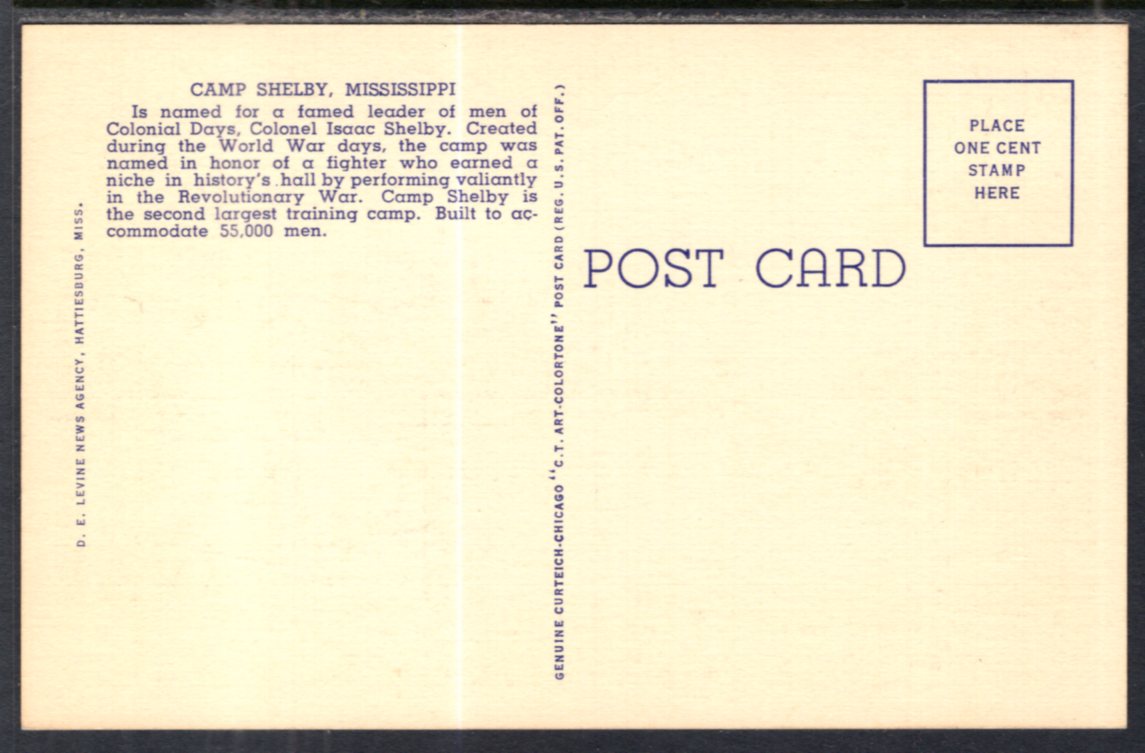 CAMP SHELBY, MISSISSIPPI
Is named for a famed leader of men of
Colonial Days, Colonel Isaac Shelby. Created
during the World War days, the camp was
named in honor of a fighter who earned a
niche in history's hall by performing valiantly
in the Revolutionary War. Camp Shelby is
the second largest training camp. Built to ac-
commodate 55,000 men.
D. E. LEVINE NEWS AGENCY, HATTIESBURG, MISS.
GENUINE CURTEICH-CHICAGO "C.T. ART-COLORTONE" POST CARD (REG. U.S. PAT. OFF.)
POST CARD
PLACE
ONE CENT
STAMP
HERE